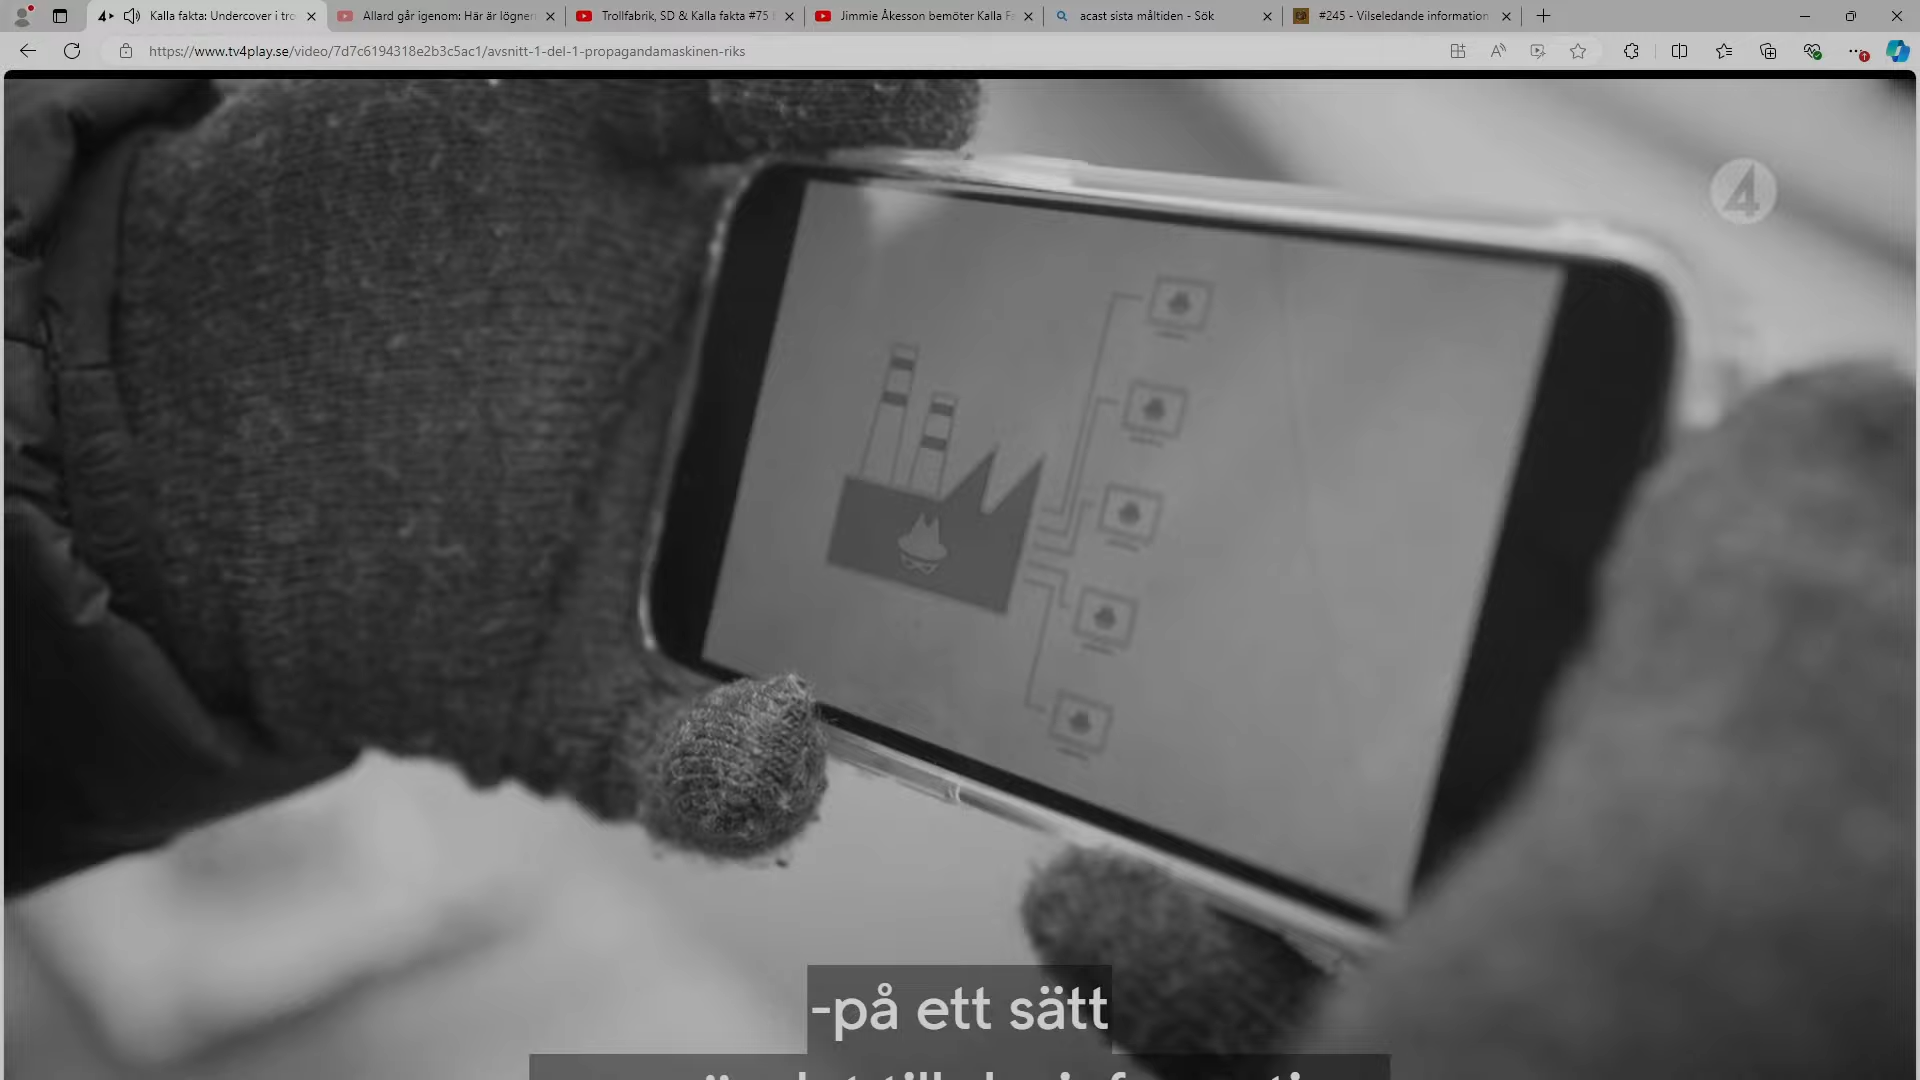 Kalla fakta: Undercover i tro
Allard går igenom: Här är lögner
Trollfabrik, SD & Kalla fakta #75
Jimmie Åkesson bemöter Kalla F
acast sista måltiden - Sök
#245 - Vilseledande information
https://www.tv4play.se/video/7d7c6194318e2b3c5ac1/avsnitt-1-del-1-propagandamaskinen-riks
4
-på ett sätt